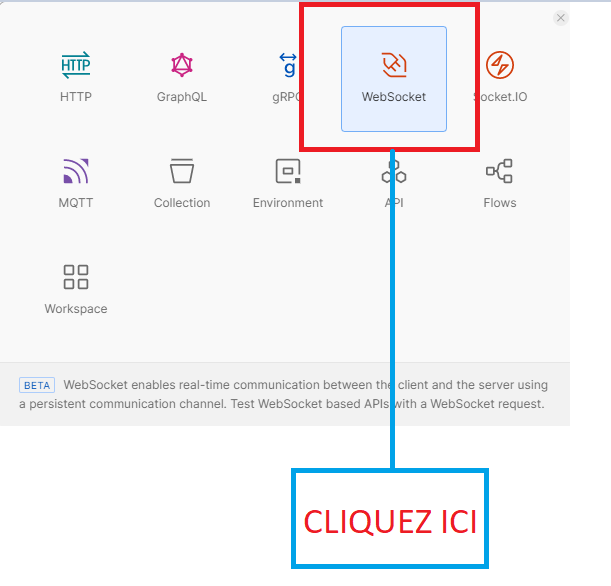 HTTP
HTTP
GraphQL
g
gRPC
WebSocket
Socket.IO
MQTT
Collection
Environment
API
Flows
Workspace
BETA WebSocket enables real-time communication between the client and the server using
a persistent communication channel. Test WebSocket based APIs with a WebSocket request.
CLIQUEZ ICI